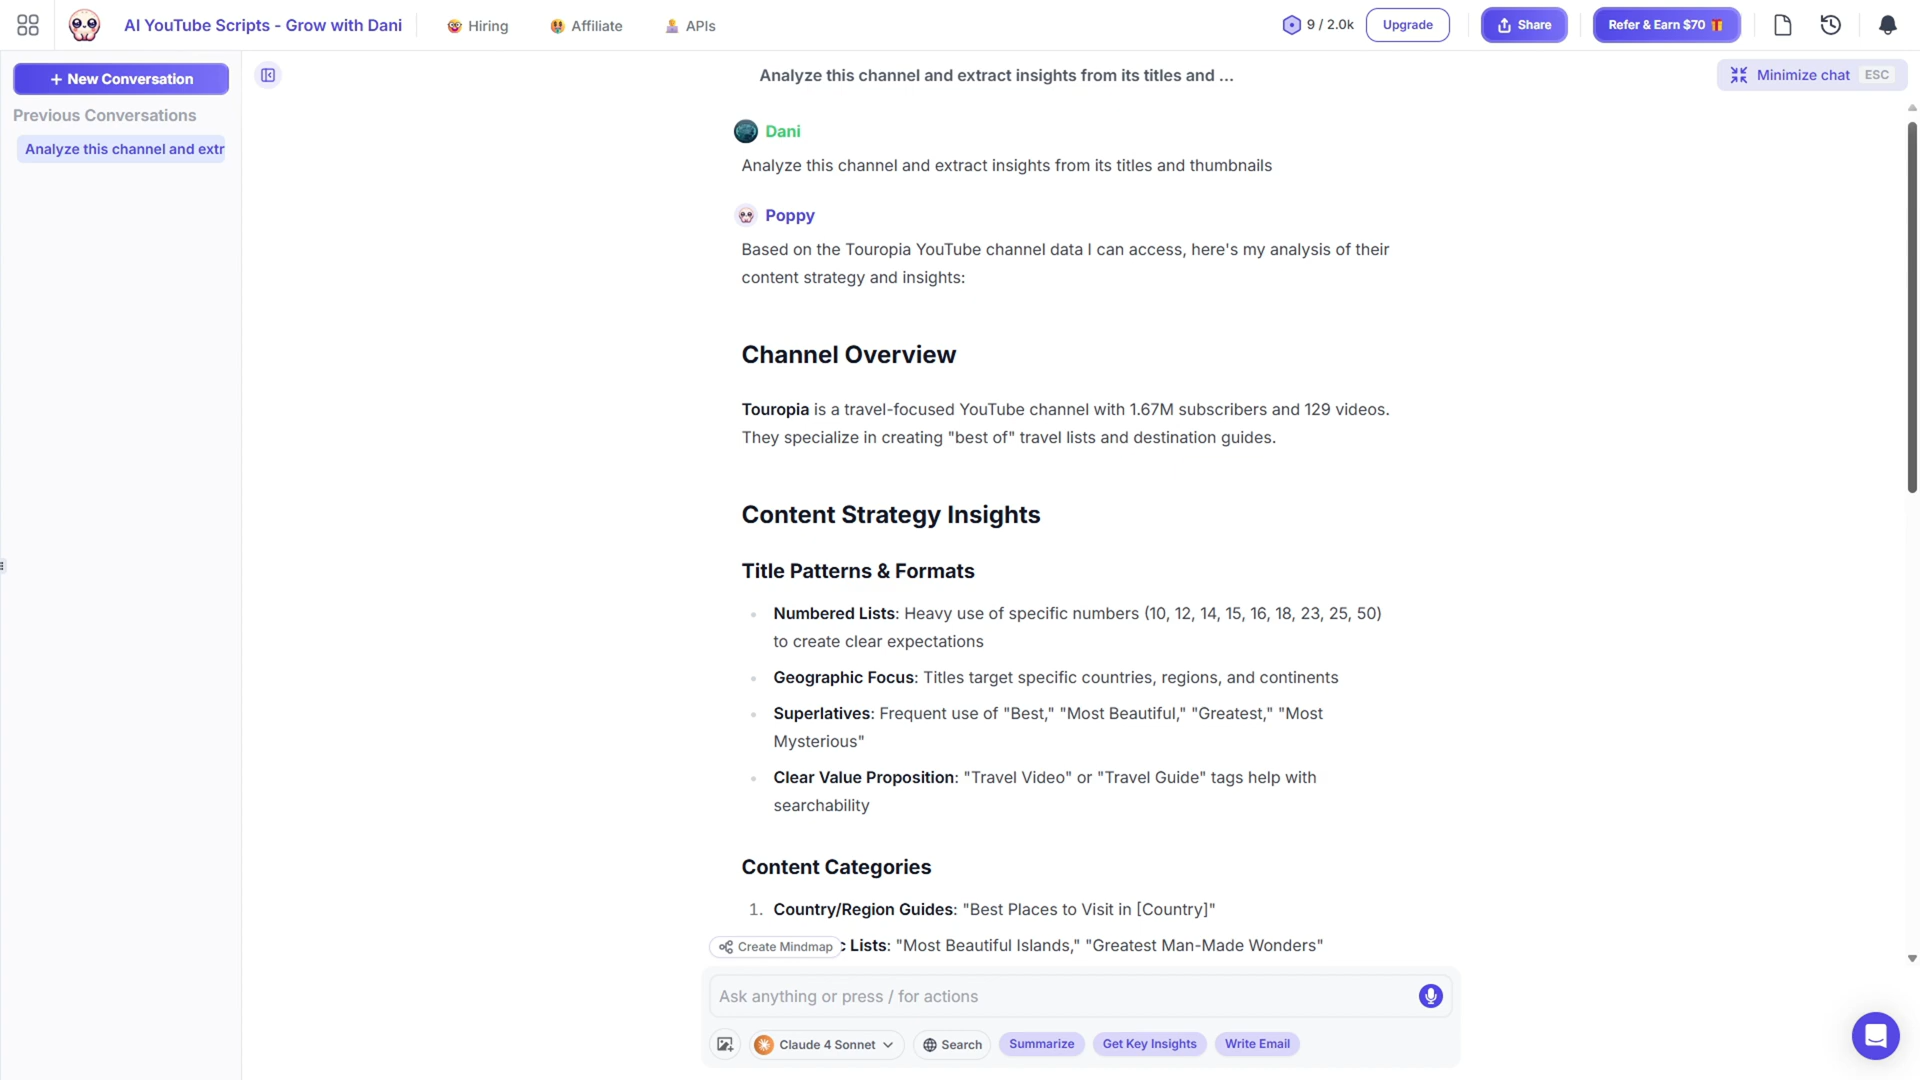 AI YouTube Scripts - Grow with Dani
Hiring
Affiliate
APIs
9 / 2.0k
Upgrade
Share
Refer & Earn $70
New Conversation
Previous Conversations
Analyze this channel and extr
Analyze this channel and extract insights from its titles and ...
Minimize chat ESC
Dani
Analyze this channel and extract insights from its titles and thumbnails
Poppy
Based on the Touropia YouTube channel data I can access, here's my analysis of their
content strategy and insights:
Channel Overview
Touropia is a travel-focused YouTube channel with 1.67M subscribers and 129 videos.
They specialize in creating "best of" travel lists and destination guides.
Content Strategy Insights
Title Patterns & Formats
Numbered Lists: Heavy use of specific numbers (10, 12, 14, 15, 16, 18, 23, 25, 50)
to create clear expectations
Geographic Focus: Titles target specific countries, regions, and continents
Superlatives: Frequent use of "Best," "Most Beautiful," "Greatest," "Most
Mysterious"
Clear Value Proposition: "Travel Video" or "Travel Guide" tags help with
searchability
Content Categories
1. Country/Region Guides: "Best Places to Visit in [Country]"
Lists: "Most Beautiful Islands," "Greatest Man-Made Wonders"
Create Mindmap
Ask anything or press / for actions
Claude 4 Sonnet
Search
Summarize
Get Key Insights
Write Email